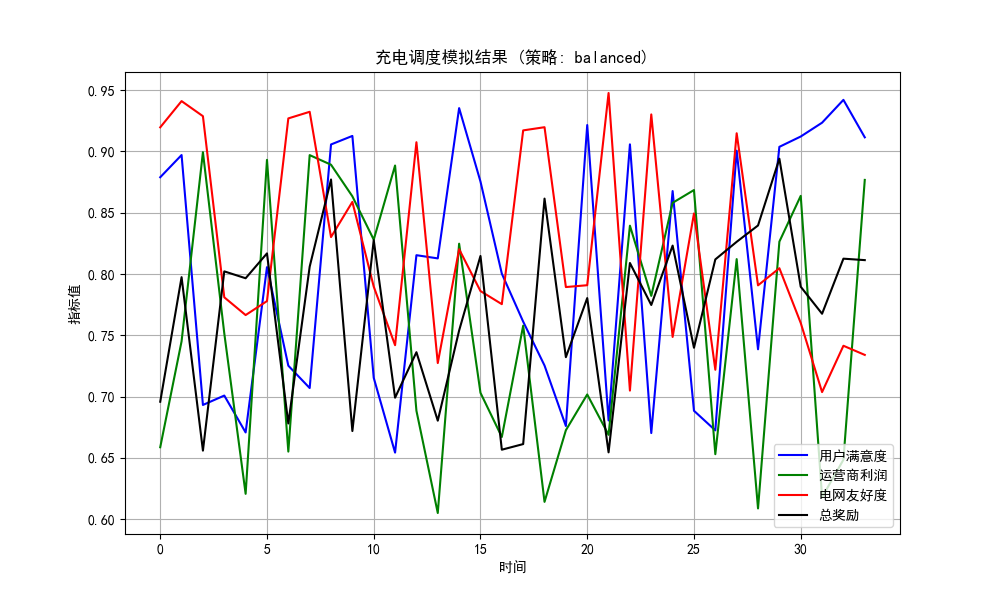 充电调度模拟结果 (策略: balanced)
指标值
0.95
0.90
0.85
0.80
0.75
0.70
0.65
0.60
用户满意度
运营商利润
电网友好度
总奖励
0 5 10 15 20 25 30
时间